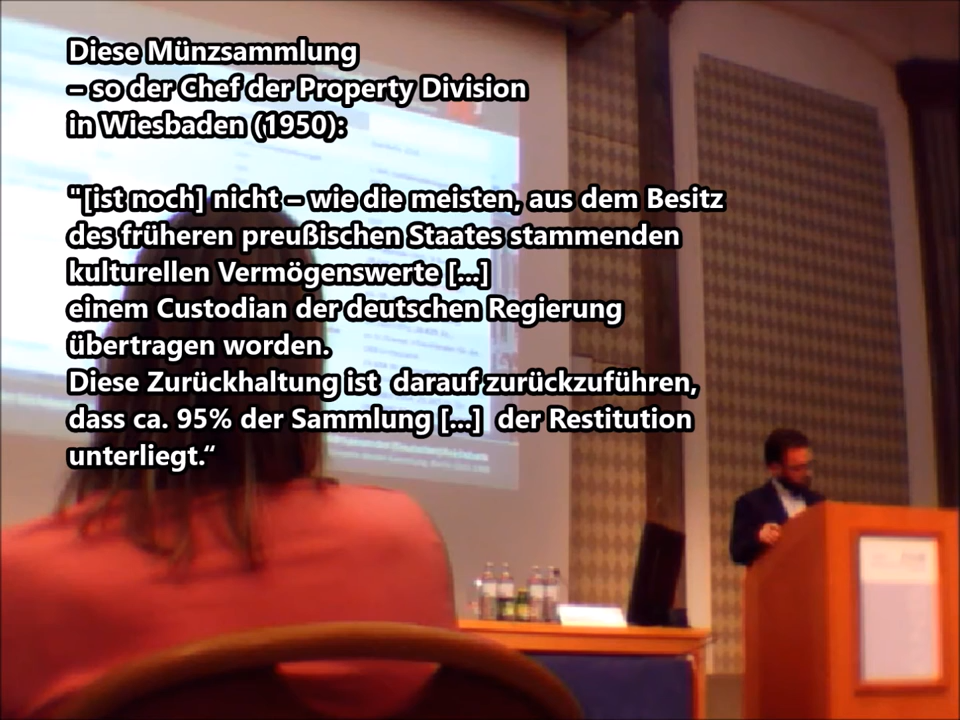 Diese Münzsammlung
– so der Chef der Property Division
in Wiesbaden (1950):
"[ist noch] nicht – wie die meisten, aus dem Besitz
des früheren preußischen Staates stammenden
kulturellen Vermögenswerte [...]
einem Custodian der deutschen Regierung
übertragen worden.
Diese Zurückhaltung ist darauf zurückzuführen,
dass ca. 95% der Sammlung [...] der Restitution
unterliegt.“